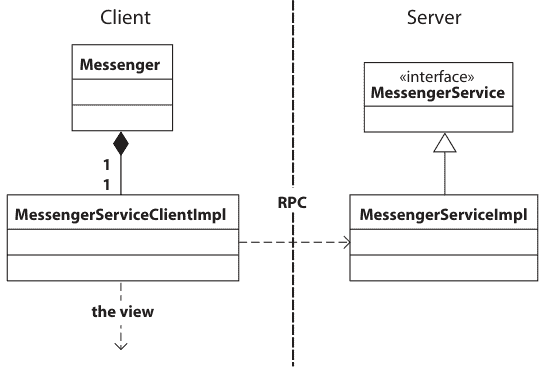 Client
Server
Messenger
«interface»
MessengerService
1
1
RPC
MessengerServiceClientImpl
MessengerServiceImpl
the view